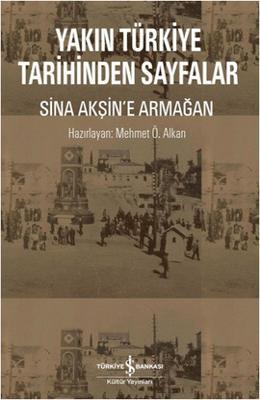 YAKIN TÜRKİYE
TARİHİNDEN SAYFALAR
SİNA AKŞİN'E ARMAĞAN
Hazırlayan: Mehmet Ö. Alkan
TÜRKİYE İŞ BANKASI
Kültür Yayınları